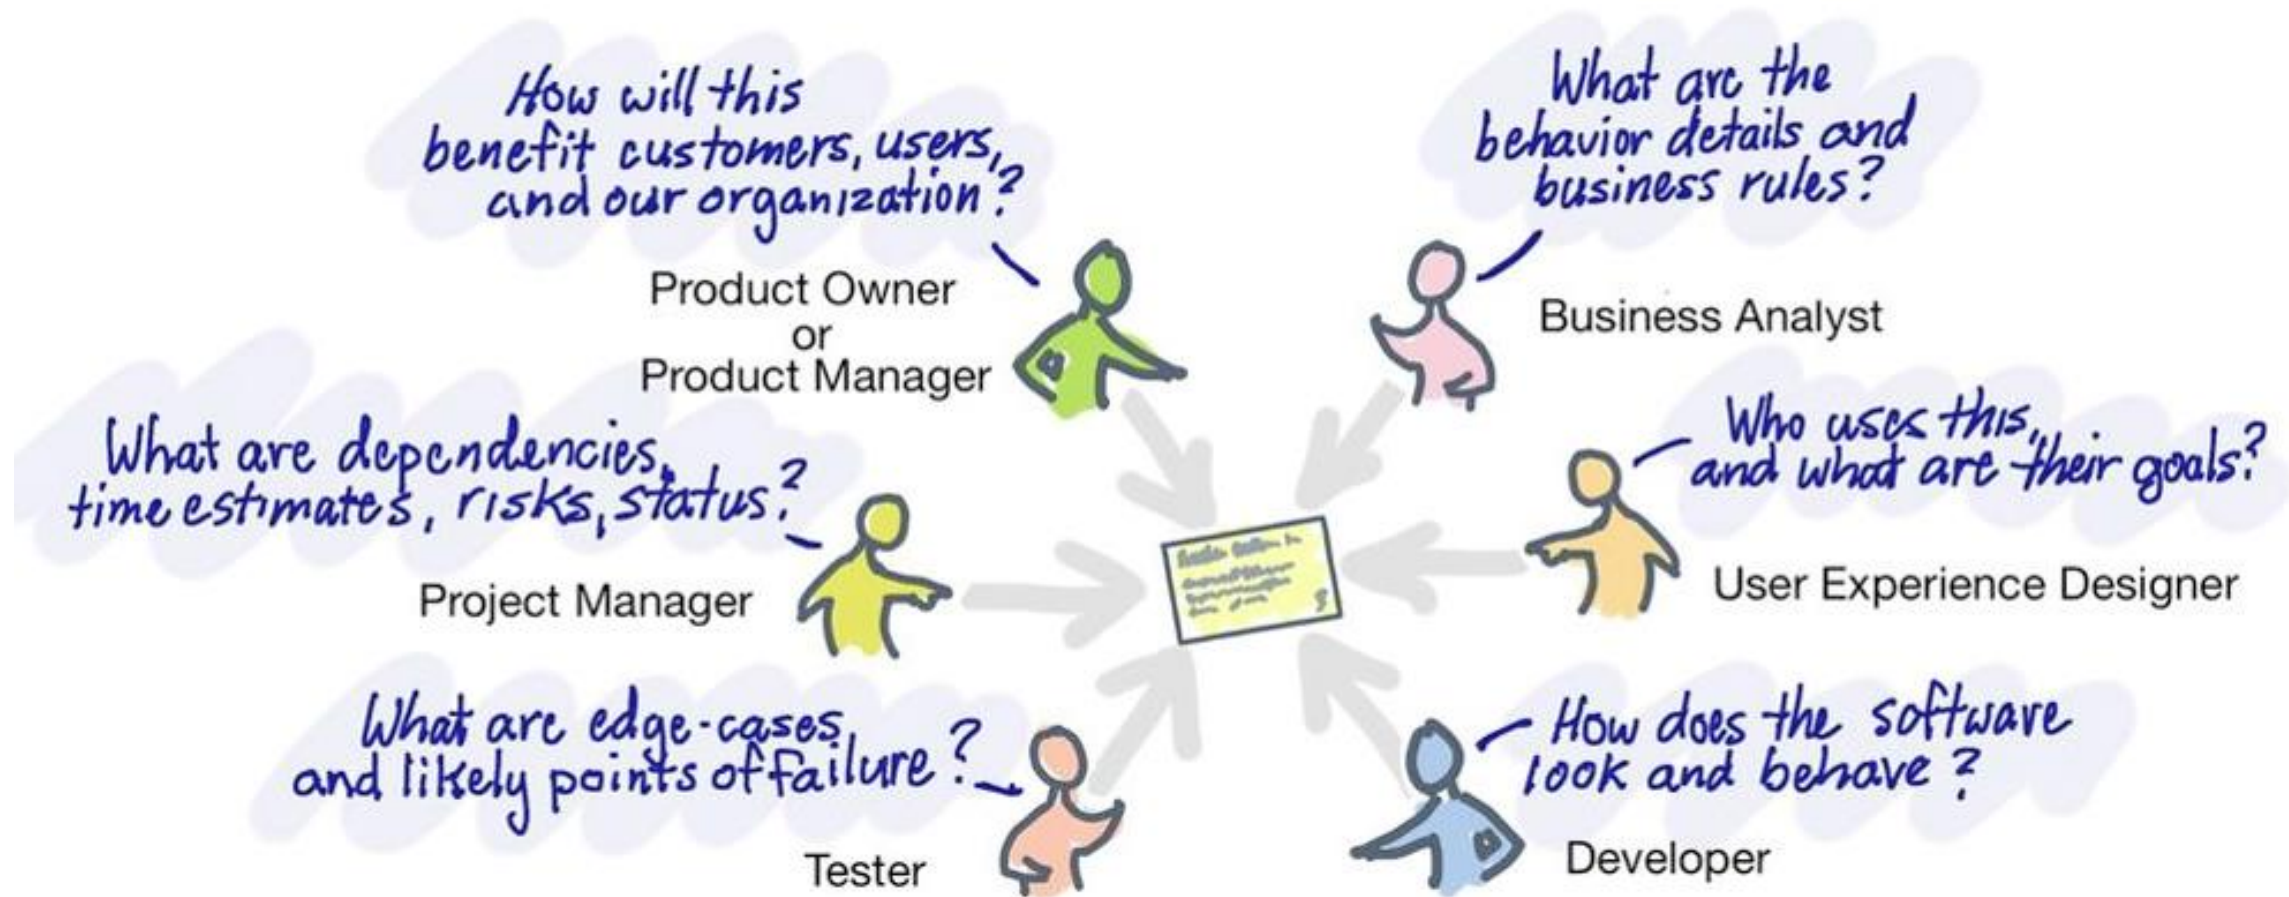 How will this
benefit customers, users,
and our organization?
Product Owner
or
Product Manager
What are the
behavior details and
business rules?
Business Analyst
What are dependencies,
time estimates, risks, status?
Project Manager
Who uses this,
and what are their goals?
User Experience Designer
What are edge-cases,
and likely points of failure?
Tester
How does the software
look and behave?
Developer